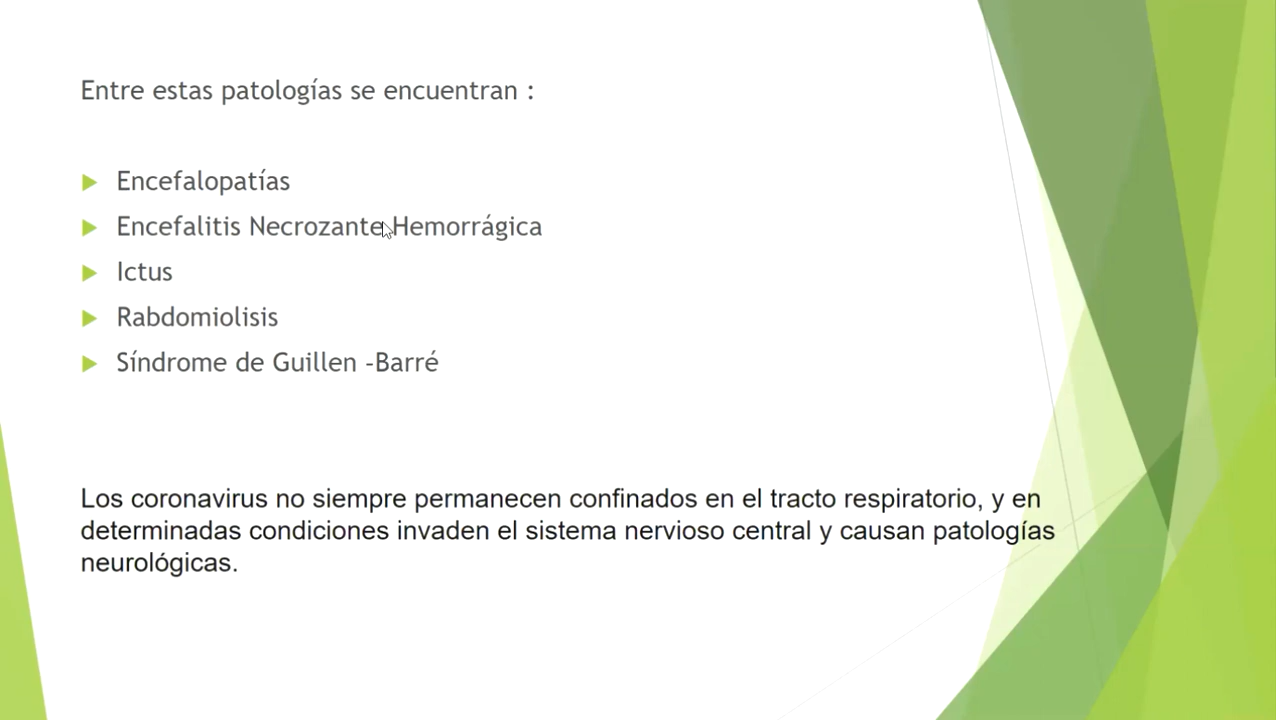 Entre estas patologías se encuentran :
Encefalopatías
Encefalitis Necrozante Hemorrágica
Ictus
Rabdomiolisis
Síndrome de Guillen -Barré
Los coronavirus no siempre permanecen confinados en el tracto respiratorio, y en
determinadas condiciones invaden el sistema nervioso central y causan patologías
neurológicas.